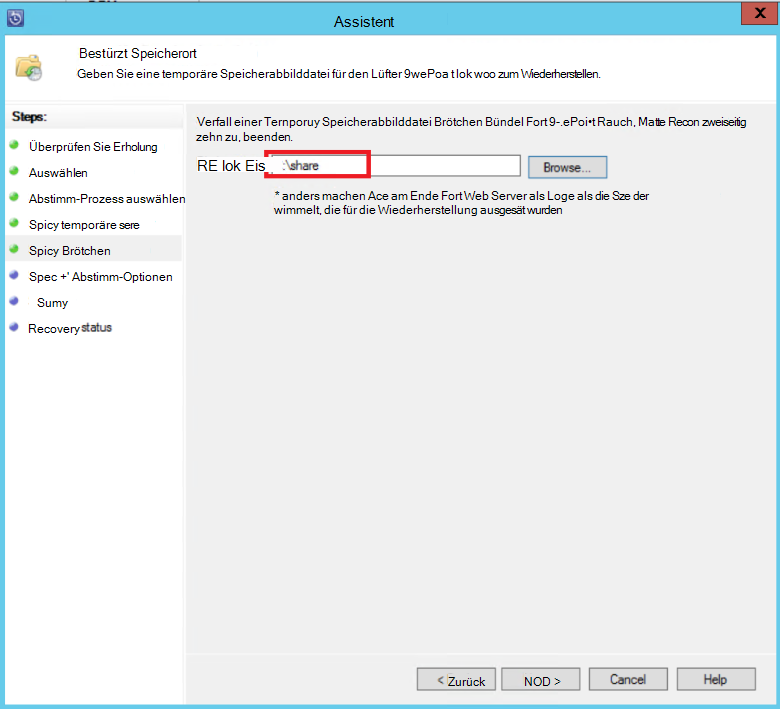 Assistent
X
Bestürzt Speicherort
Geben Sie eine temporäre Speicherabbilddatei für den Lüfter 9wePoa t lok woo zum Wiederherstellen.
Steps:
Überprüfen Sie Erholung
Auswählen
Abstimm-Prozess auswählen
Spicy temporäre sere
Spicy Brötchen
Spec +' Abstimm-Optionen
Sumy
Recovery status
Verfall einer Ternporuy Speicherabbilddatei Brötchen Bündel Fort 9-.ePoi•t Rauch, Matte Recon zweiseitig
zehn zu, beenden.
RE lok Eis :\share
Browse...
* anders machen Ace am Ende Fort Web Server als Loge als die Sze der
wimmelt, die für die Wiederherstellung ausgesät wurden
< Zurück
NOD >
Cancel
Help